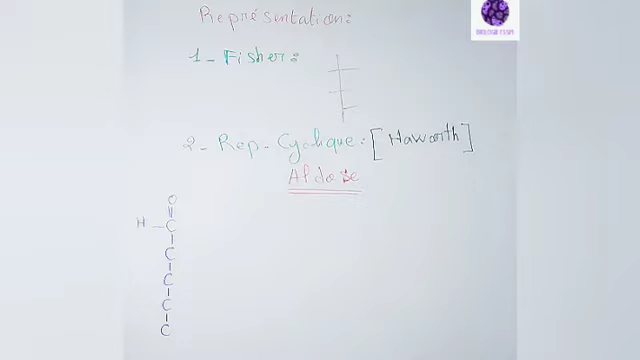 Représentation:
1- Fisher:
2- Rep- Cyclique: [Haworth]
Aldose
O
H - C
C
C
C
C